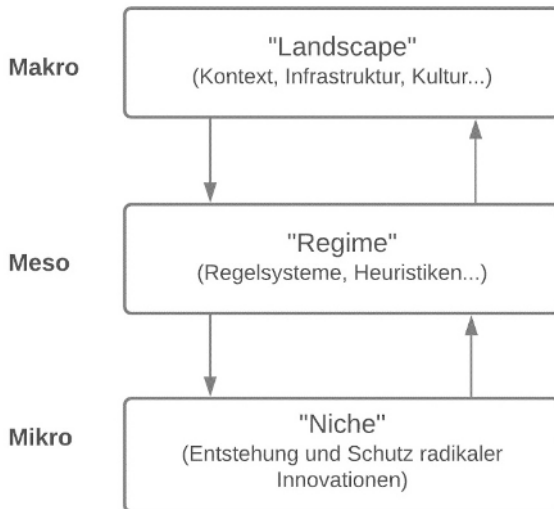 Makro
"Landscape"
(Kontext, Infrastruktur, Kultur...)
Meso
"Regime"
(Regelsysteme, Heuristiken...)
Mikro
"Niche"
(Entstehung und Schutz radikaler
Innovationen)